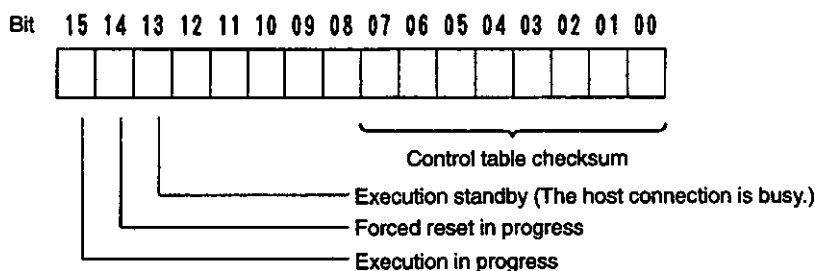 Bit 15 14 13 12 11 10 09 08 07 06 05 04 03 02 01 00
Control table checksum
Execution standby (The host connection is busy.)
Forced reset in progress
Execution in progress